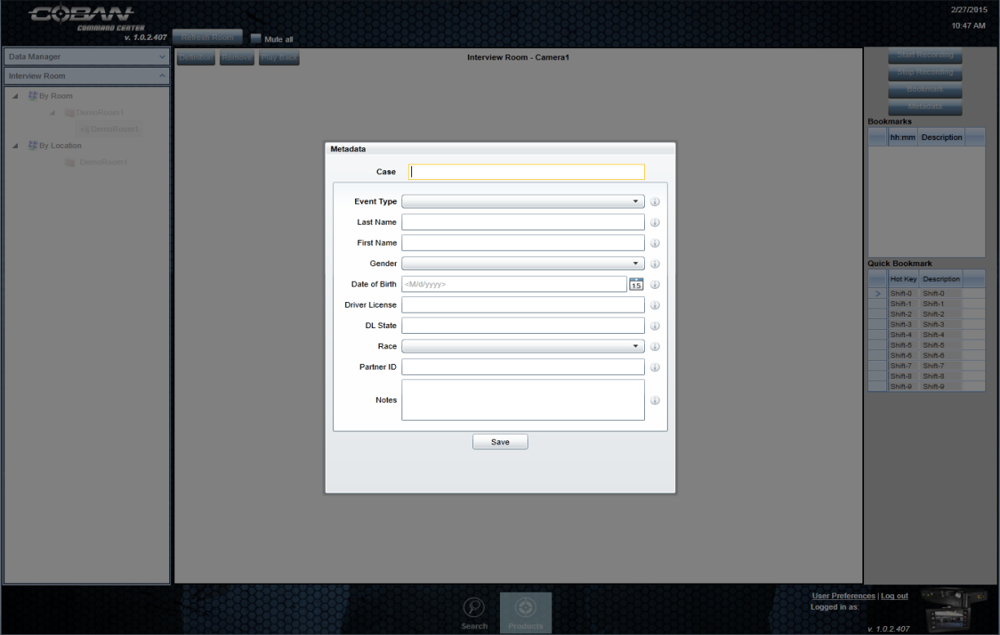 COBAN
COMMAND CENTER
v. 1.0.2.407
Refresh Room
Mute all
2/27/2015
10:47 AM
Data Manager
Interview Room
By Room
DemoRoom1
DemoRoom1
By Location
DemoRoom1
Definition Remove Play Back
Interview Room - Camera1
Start Recording
Stop Recording
Bookmark
Metadata
Bookmarks
hh:mm Description
Quick Bookmark
Hot Key Description
Shift-0 Shift-0
Shift-1 Shift-1
Shift-2 Shift-2
Shift-3 Shift-3
Shift-4 Shift-4
Shift-5 Shift-5
Shift-6 Shift-6
Shift-7 Shift-7
Shift-8 Shift-8
Shift-9 Shift-9
Metadata
Case
Event Type
Last Name
First Name
Gender
Date of Birth <M/d/yyyy> 15
Driver License
DL State
Race
Partner ID
Notes
Save
Search
Products
User Preferences | Log out
Logged in as:
v. 1.0.2.407